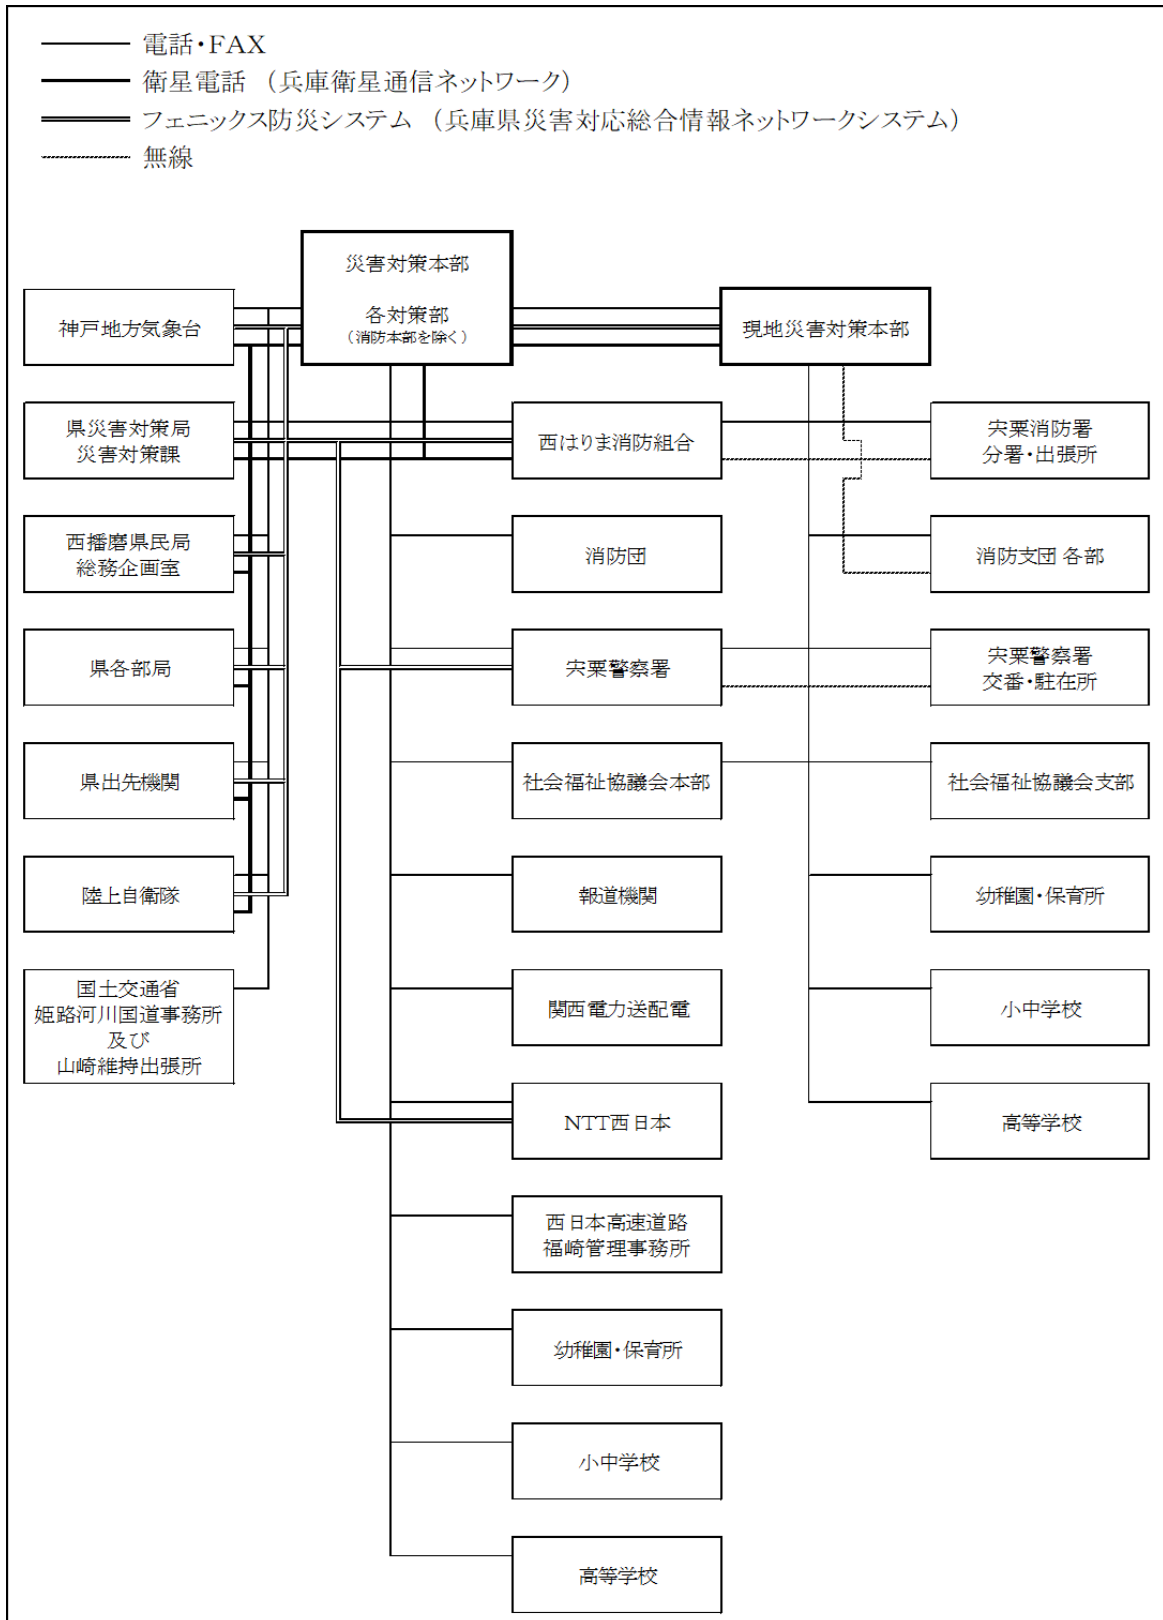 電話・FAX
衛星電話 （兵庫衛星通信ネットワーク）
フェニックス防災システム （兵庫県災害対応総合情報ネットワークシステム）
無線
災害対策本部
各対策部
（消防本部を除く）
神戸地方気象台
現地災害対策本部
県災害対策局
災害対策課
西はりま消防組合
宍粟消防署
分署・出張所
西播磨県民局
総務企画室
消防団
消防支団 各部
県各部局
宍粟警察署
宍粟警察署
交番・駐在所
県出先機関
社会福祉協議会本部
社会福祉協議会支部
陸上自衛隊
報道機関
幼稚園・保育所
国土交通省
姫路河川国道事務所
及び
山崎維持出張所
関西電力送配電
小中学校
NTT西日本
高等学校
西日本高速道路
福崎管理事務所
幼稚園・保育所
小中学校
高等学校